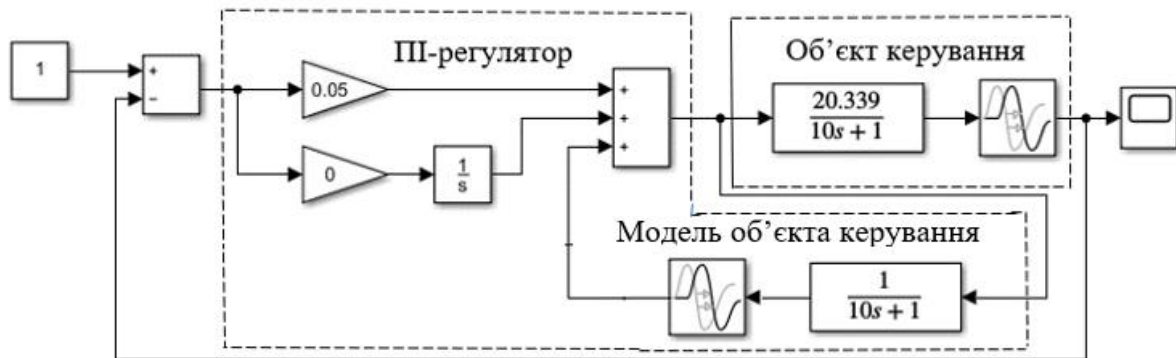 ПІ-регулятор
Об’єкт керування
1
+
−
0.05
0
1
s
+
+
+
20.339
10s + 1
Модель об’єкта керування
1
10s + 1